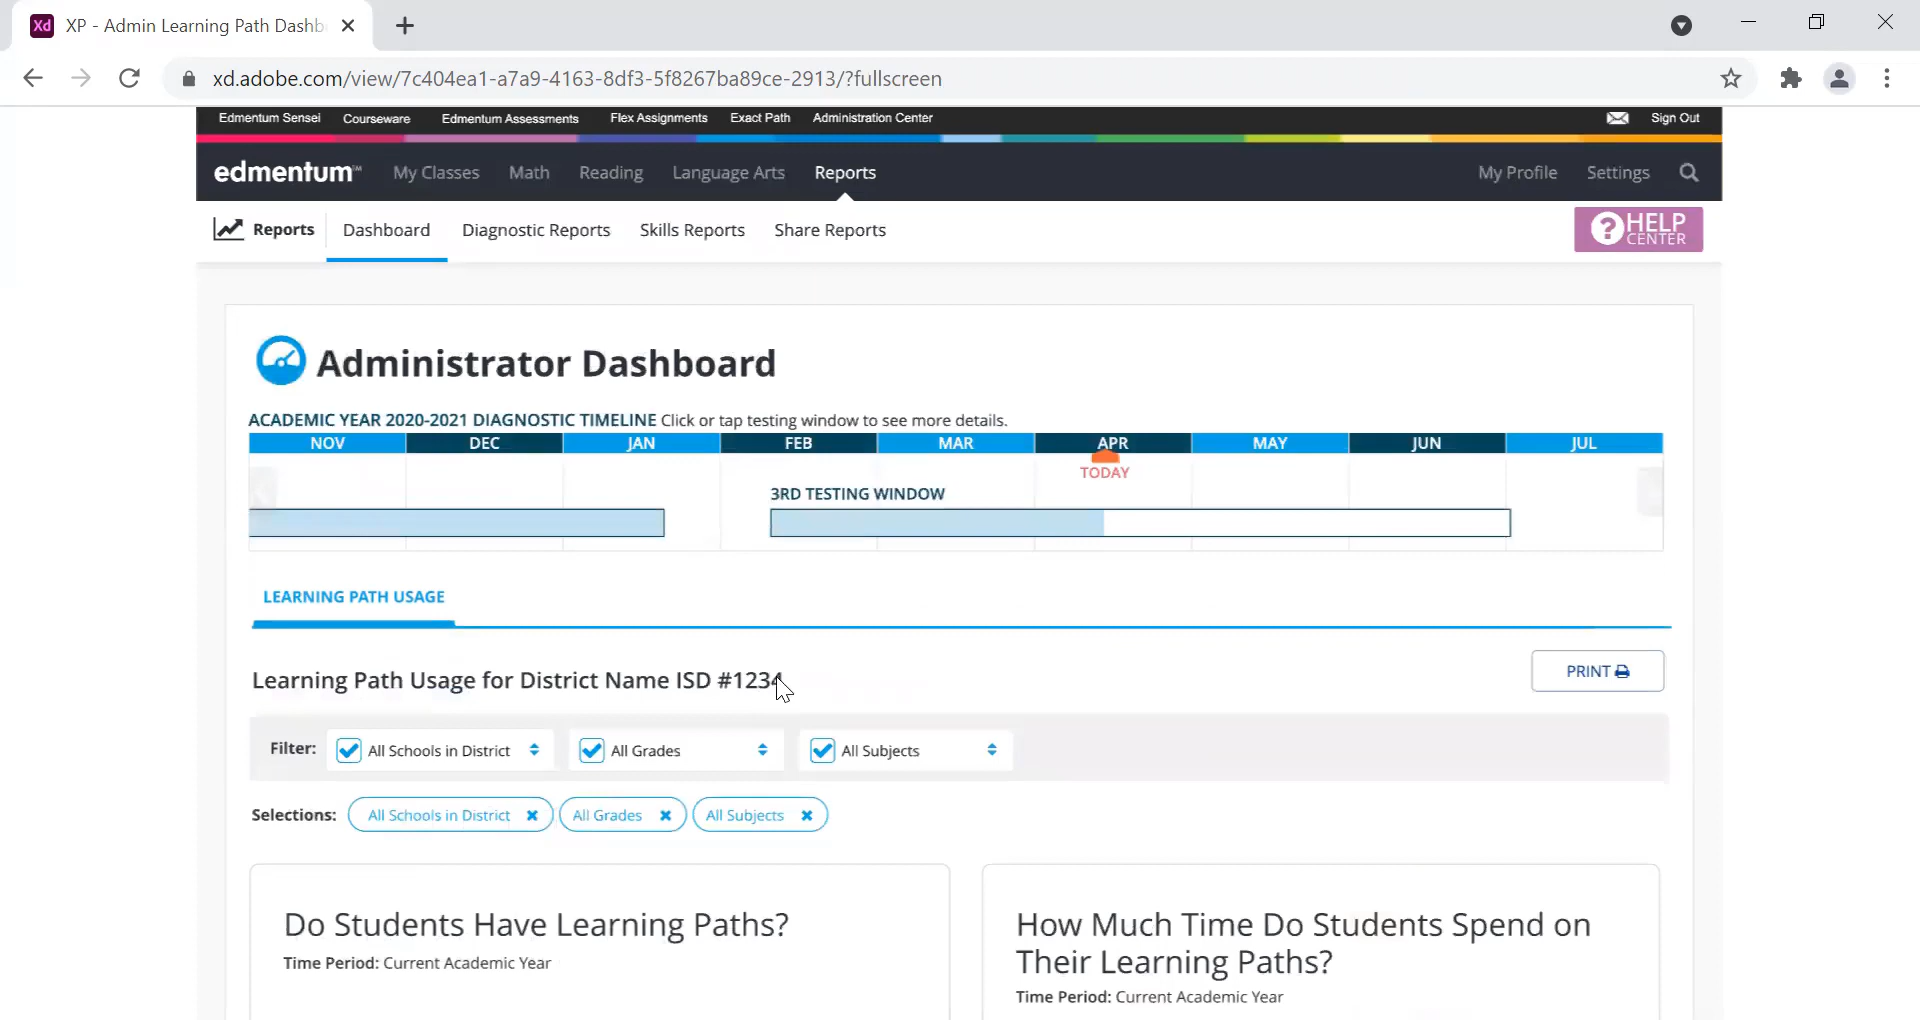 Xd XP - Admin Learning Path Dashb
xd.adobe.com/view/7c404ea1-a7a9-4163-8df3-5f8267ba89ce-2913/?fullscreen
Edmentum Sensei Courseware Edmentum Assessments Flex Assignments Exact Path Administration Center Sign Out
edmentum™ My Classes Math Reading Language Arts Reports My Profile Settings
Reports Dashboard Diagnostic Reports Skills Reports Share Reports ? HELP CENTER
Administrator Dashboard
ACADEMIC YEAR 2020-2021 DIAGNOSTIC TIMELINE Click or tap testing window to see more details.
NOV DEC JAN FEB MAR APR MAY JUN JUL
TODAY
3RD TESTING WINDOW
LEARNING PATH USAGE
Learning Path Usage for District Name ISD #1234
PRINT
Filter: All Schools in District All Grades All Subjects
Selections: All Schools in District All Grades All Subjects
Do Students Have Learning Paths?
Time Period: Current Academic Year
How Much Time Do Students Spend on
Their Learning Paths?
Time Period: Current Academic Year